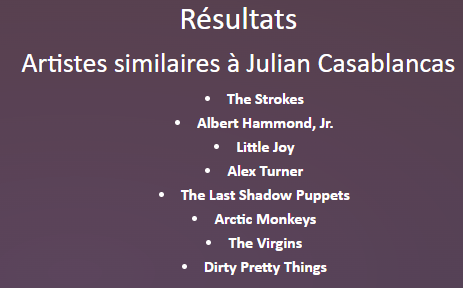 Résultats
Artistes similaires à Julian Casablancas
• The Strokes
• Albert Hammond, Jr.
• Little Joy
• Alex Turner
• The Last Shadow Puppets
• Arctic Monkeys
• The Virgins
• Dirty Pretty Things